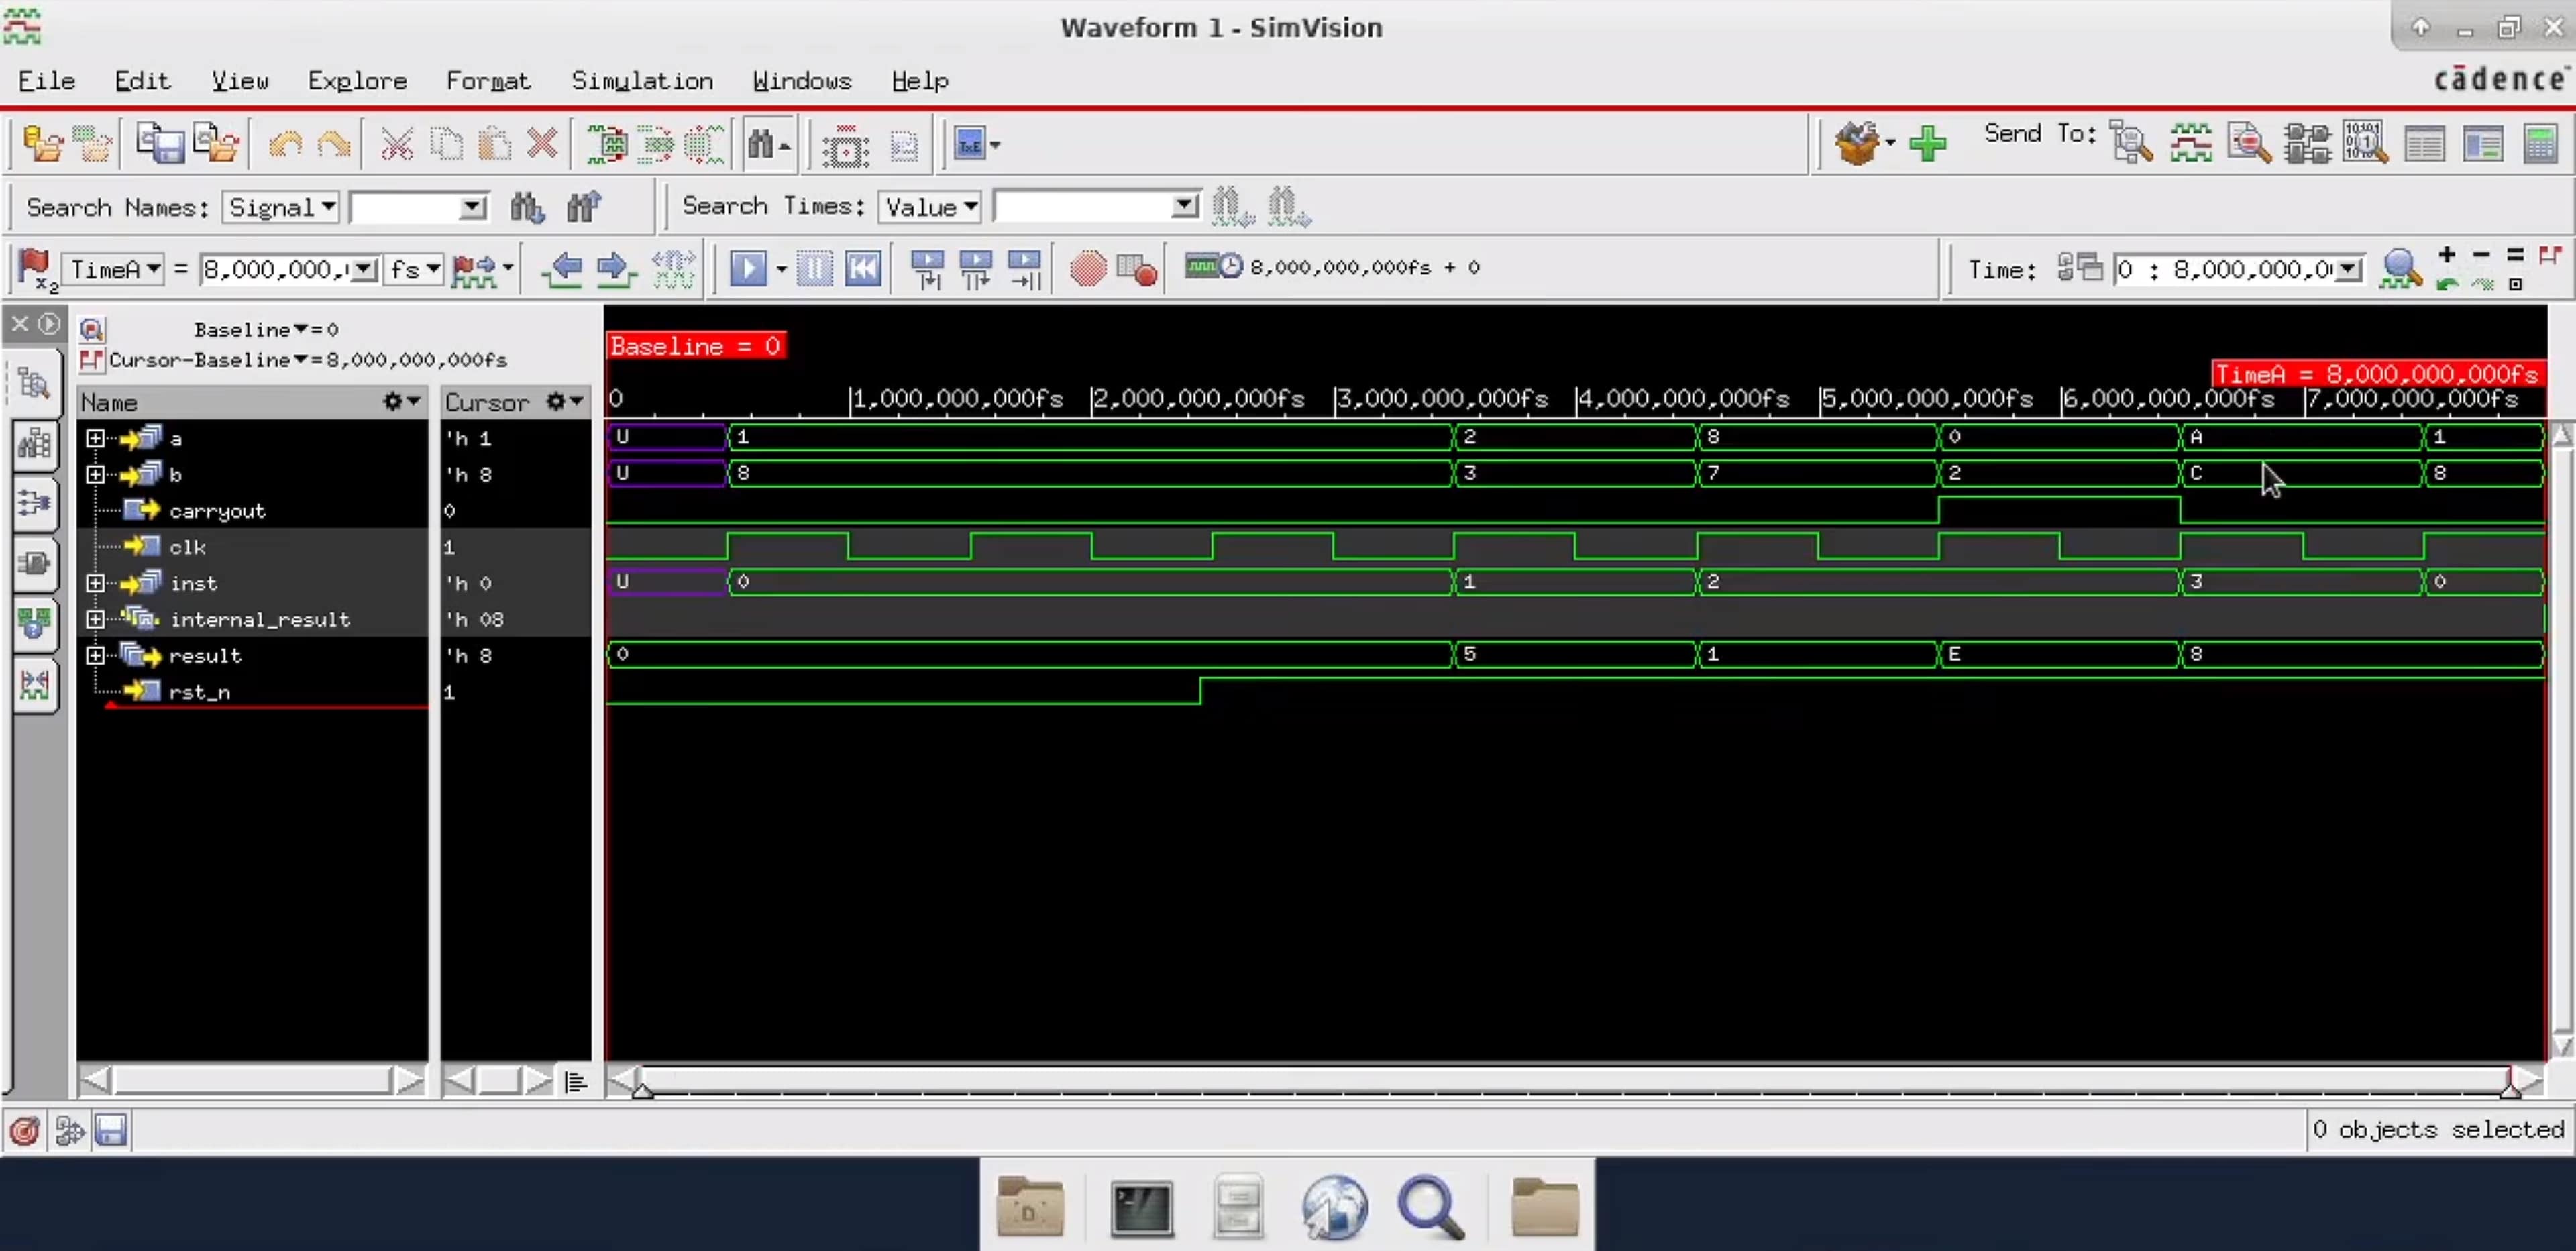 Waveform 1 - SimVision
File Edit View Explore Format Simulation Windows Help
cādence
Send To:
Search Names: Signal Search Times: Value
TimeA = 8,000,000, fs 8,000,000,000fs + 0 Time: 0 : 8,000,000,0
Baseline = 0
Cursor-Baseline = 8,000,000,000fs
Baseline = 0
TimeA = 8,000,000,000fs
Name Cursor 0 1,000,000,000fs 2,000,000,000fs 3,000,000,000fs 4,000,000,000fs 5,000,000,000fs 6,000,000,000fs 7,000,000,000fs
a 'h 1 U 1 2 8 0 A 1
b 'h 8 U 8 3 7 2 C 8
carryout 0
clk 1
inst 'h 0 U 0 1 2 3 0
internal_result 'h 08
result 'h 8 0 5 1 E 8
rst_n 1
0 objects selected